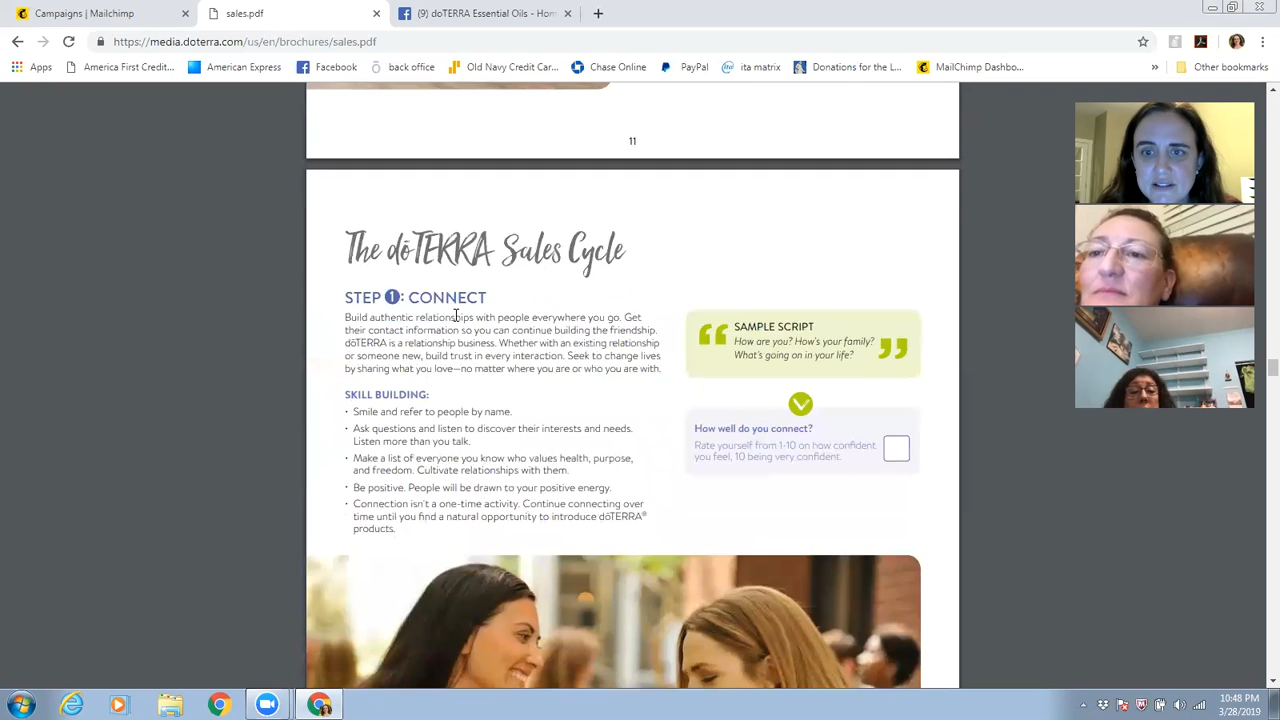 Campaigns | Mailchimp
sales.pdf
(9) doTERRA Essential Oils - Hom
https://media.doterra.com/us/en/brochures/sales.pdf
Apps
America First Credit...
American Express
Facebook
back office
Old Navy Credit Car...
Chase Online
PayPal
ita matrix
Donations for the L...
MailChimp Dashbo...
»
Other bookmarks
11
The dōTERRA Sales Cycle
STEP 1: CONNECT
Build authentic relationships with people everywhere you go. Get
their contact information so you can continue building the friendship.
dōTERRA is a relationship business. Whether with an existing relationship
or someone new, build trust in every interaction. Seek to change lives
by sharing what you love—no matter where you are or who you are with.
SKILL BUILDING:
• Smile and refer to people by name.
• Ask questions and listen to discover their interests and needs.
Listen more than you talk.
• Make a list of everyone you know who values health, purpose,
and freedom. Cultivate relationships with them.
• Be positive. People will be drawn to your positive energy.
• Connection isn't a one-time activity. Continue connecting over
time until you find a natural opportunity to introduce dōTERRA®
products.
SAMPLE SCRIPT
How are you? How's your family?
What's going on in your life?
How well do you connect?
Rate yourself from 1-10 on how confident
you feel, 10 being very confident.
10:48 PM
3/28/2019